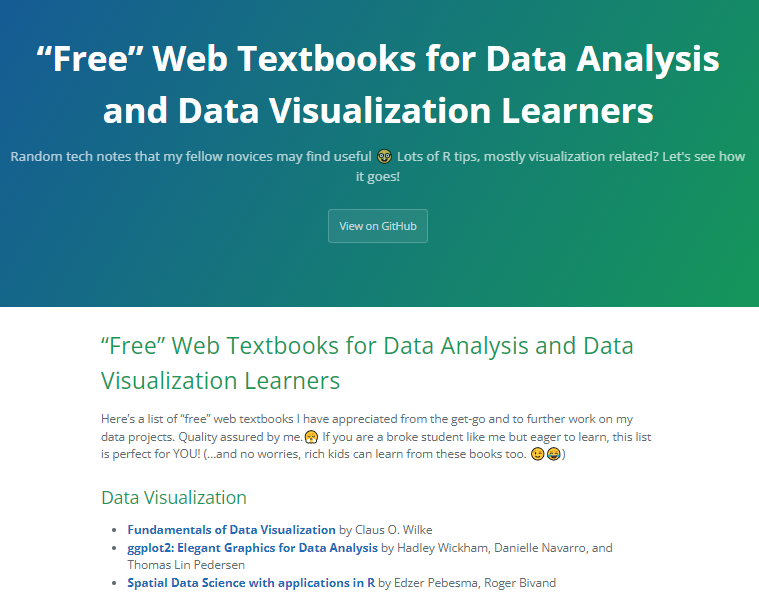 “Free” Web Textbooks for Data Analysis
and Data Visualization Learners
Random tech notes that my fellow novices may find useful 🤓 Lots of R tips, mostly visualization related? Let's see how
it goes!
View on GitHub
“Free” Web Textbooks for Data Analysis and Data
Visualization Learners
Here’s a list of “free” web textbooks I have appreciated from the get-go and to further work on my
data projects. Quality assured by me.😤 If you are a broke student like me but eager to learn, this list
is perfect for YOU! (…and no worries, rich kids can learn from these books too. 😉😂)
Data Visualization
• Fundamentals of Data Visualization by Claus O. Wilke
• ggplot2: Elegant Graphics for Data Analysis by Hadley Wickham, Danielle Navarro, and
Thomas Lin Pedersen
• Spatial Data Science with applications in R by Edzer Pebesma, Roger Bivand